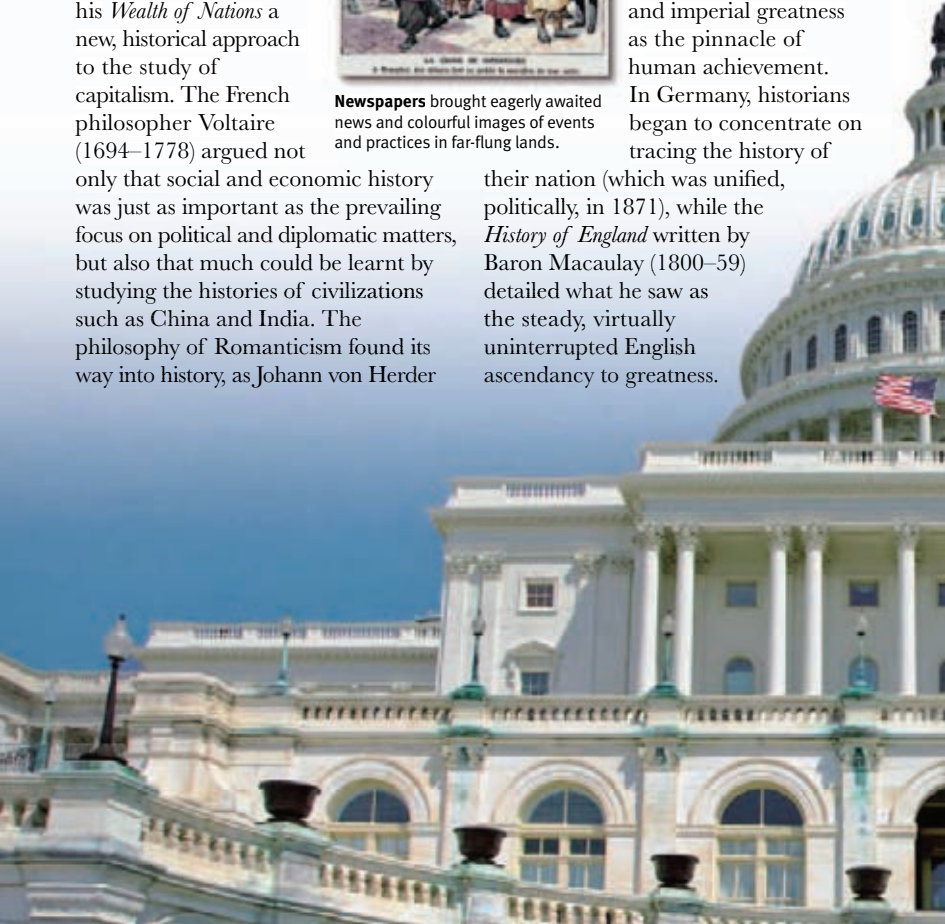 his Wealth of Nations a
new, historical approach
to the study of
capitalism. The French
philosopher Voltaire
(1694–1778) argued not
only that social and economic history
was just as important as the prevailing
focus on political and diplomatic matters,
but also that much could be learnt by
studying the histories of civilizations
such as China and India. The
philosophy of Romanticism found its
way into history, as Johann von Herder
Newspapers brought eagerly awaited
news and colourful images of events
and practices in far-flung lands.
and imperial greatness
as the pinnacle of
human achievement.
In Germany, historians
began to concentrate on
tracing the history of
their nation (which was unified,
politically, in 1871), while the
History of England written by
Baron Macaulay (1800–59)
detailed what he saw as
the steady, virtually
uninterrupted English
ascendancy to greatness.